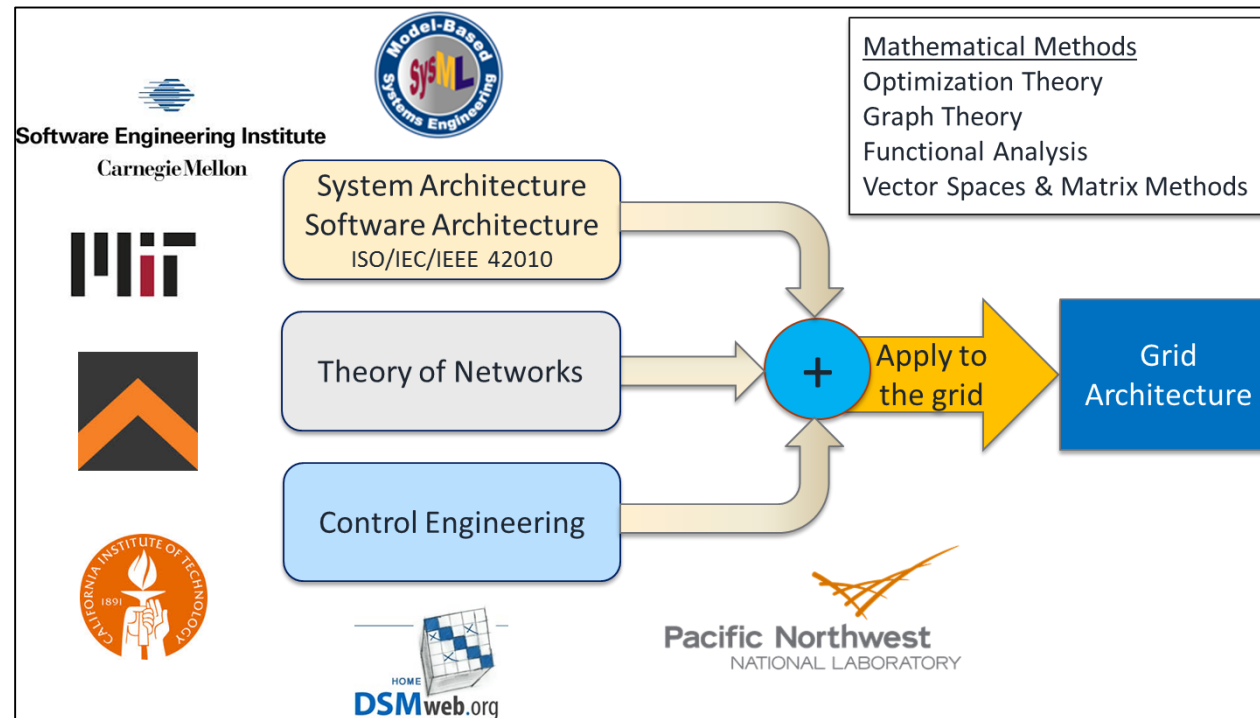 Model-Based
SysML
Systems Engineering
Software Engineering Institute
Carnegie Mellon
MIT
CALIFORNIA INSTITUTE OF TECHNOLOGY
1891
System Architecture
Software Architecture
ISO/IEC/IEEE 42010
Theory of Networks
Control Engineering
+
Apply to
the grid
Grid
Architecture
Mathematical Methods
Optimization Theory
Graph Theory
Functional Analysis
Vector Spaces & Matrix Methods
HOME
DSMweb.org
Pacific Northwest
NATIONAL LABORATORY